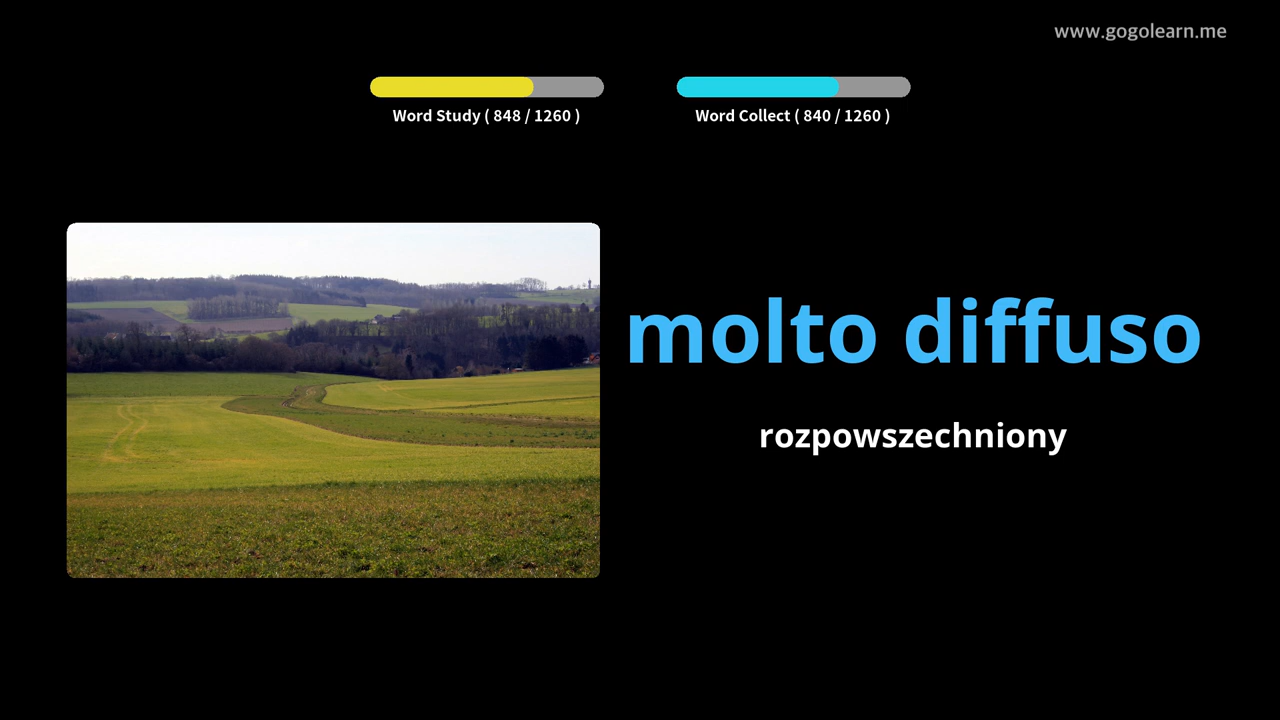 www.gogolearn.me
Word Study ( 848 / 1260 )
Word Collect ( 840 / 1260 )
molto diffuso
rozpowszechniony